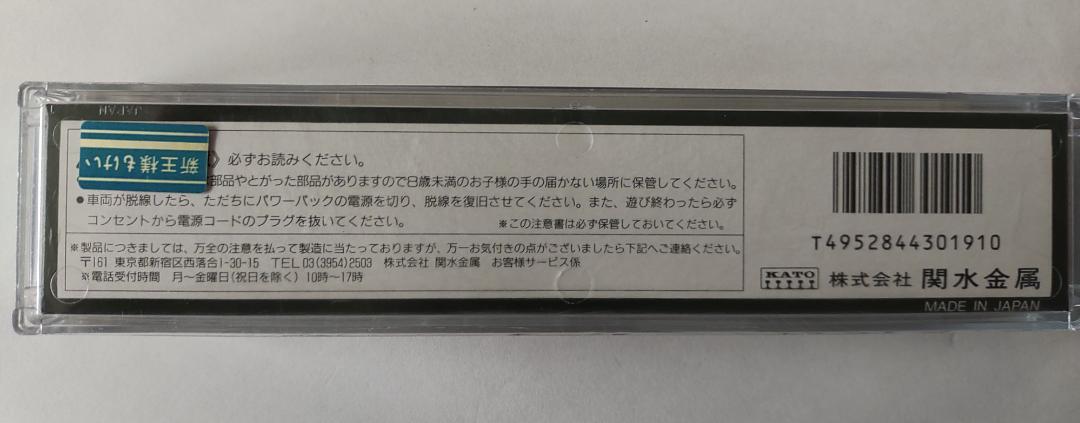 新王様もけい
〉必ずお読みください。
部品やとがった部品がありますので8歳未満のお子様の手の届かない場所に保管してください。
●車両が脱線したら、ただちにパワーパックの電源を切り、脱線を復旧させてください。また、遊び終わったら必ず
コンセントから電源コードのプラグを抜いてください。 ※この注意書は必ず保管しておいてください。
※製品につきましては、万全の注意を払って製造に当たっておりますが、万一お気付きの点がございましたら下記へご連絡ください。
〒161 東京都新宿区西落合1-30-15 TEL 03(3954)2503 株式会社 関水金属 お客様サービス係
※電話受付時間 月〜金曜日(祝日を除く) 10時〜17時
T4952844301910
KATO 株式会社 関水金属
MADE IN JAPAN